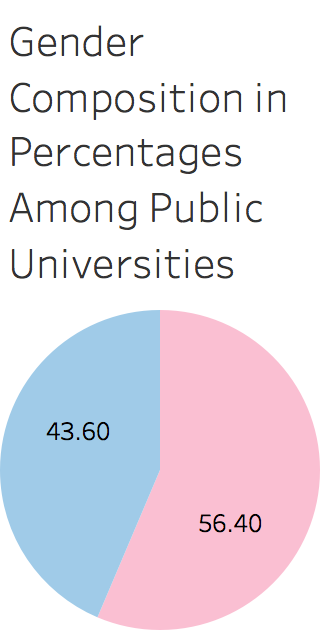 Gender
Composition in
Percentages
Among Public
Universities
43.60
56.40